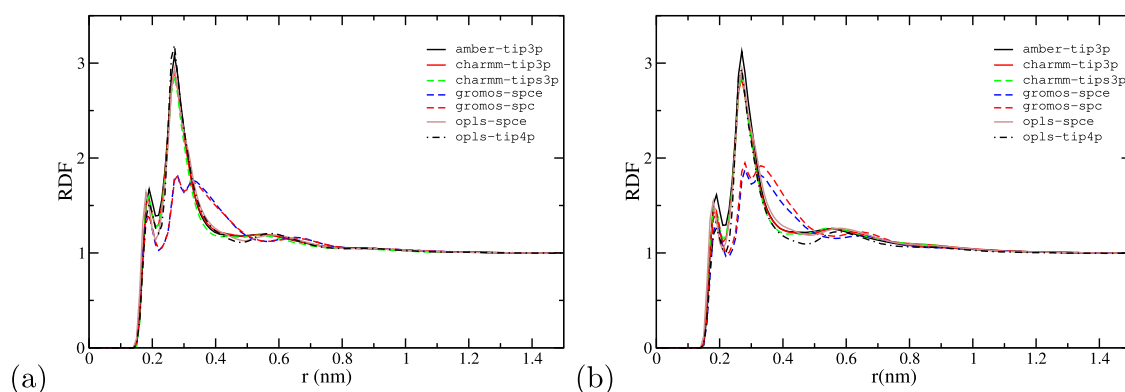 3
2
1
0
RDF
0
0.2
0.4
0.6
0.8
1
1.2
1.4
r (nm)
amber-tip3p
charmm-tip3p
charmm-tips3p
gromos-spce
gromos-spc
opls-spce
opls-tip4p
(a)
3
2
1
0
RDF
0
0.2
0.4
0.6
0.8
1
1.2
1.4
r(nm)
amber-tip3p
charmm-tip3p
charmm-tips3p
gromos-spce
gromos-spc
opls-spce
opls-tip4p
(b)